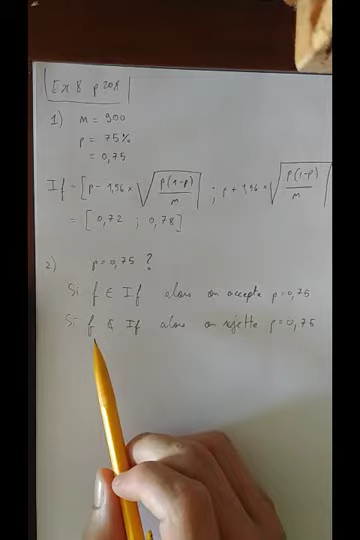 Ex 8 p208
1) m = 900
p = 75%
= 0,75
If = [p - 1,96 × √(p(1-p)/m) ; p + 1,96 × √(p(1-p)/m)
= [0,72 ; 0,78]
2) p = 0,75 ?
Si f ∈ If alors on accepte p = 0,75
Si f ∉ If alors on rejette p = 0,75